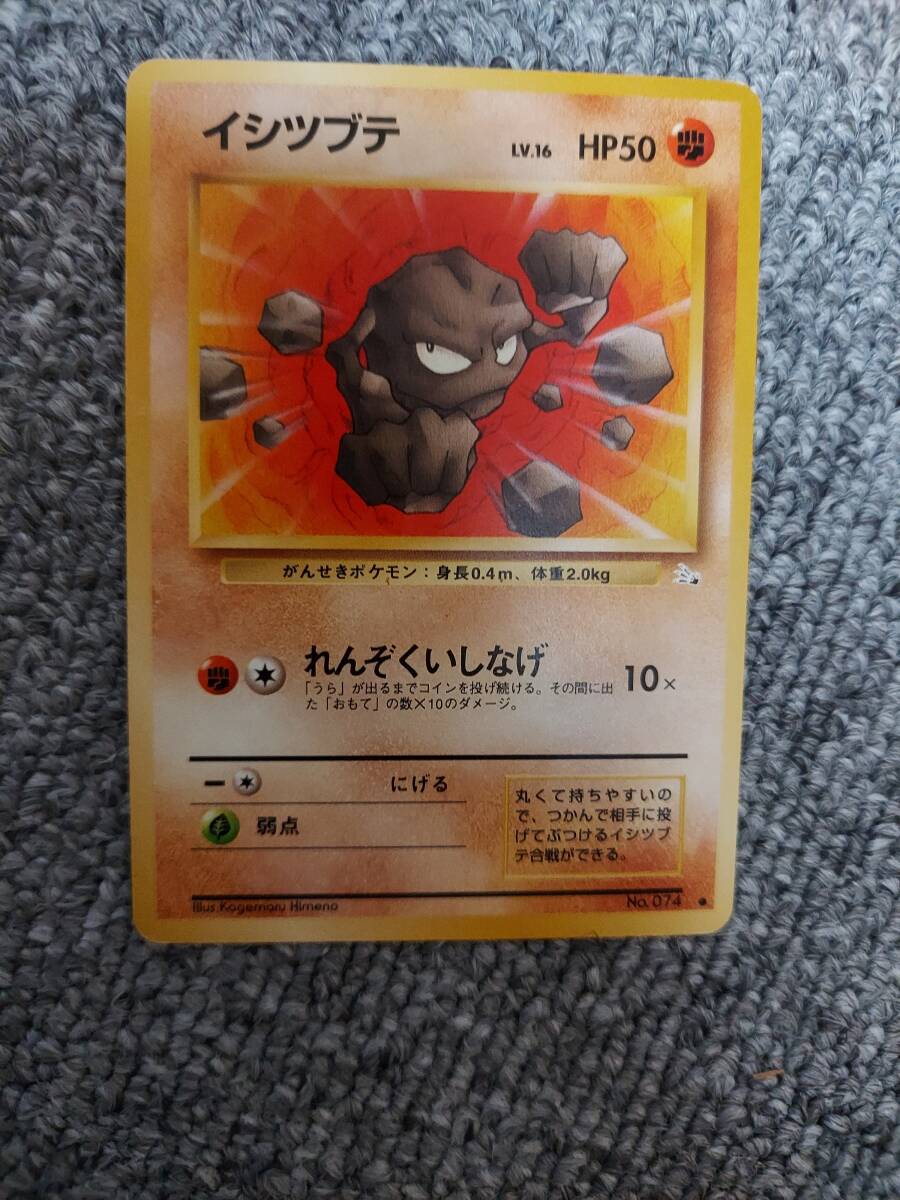 イシツブテ LV.16 HP50
がんせきポケモン：身長0.4m、体重2.0kg
れんぞくいしなげ 10×
「うら」が出るまでコインを投げ続ける。その間に出
た「おもて」の数×10のダメージ。
ー にげる
弱点
丸くて持ちやすいの
で、つかんで相手に投
げてぶつけるイシツブ
テ合戦ができる。
Illus.Kagemaru Himeno No. 074